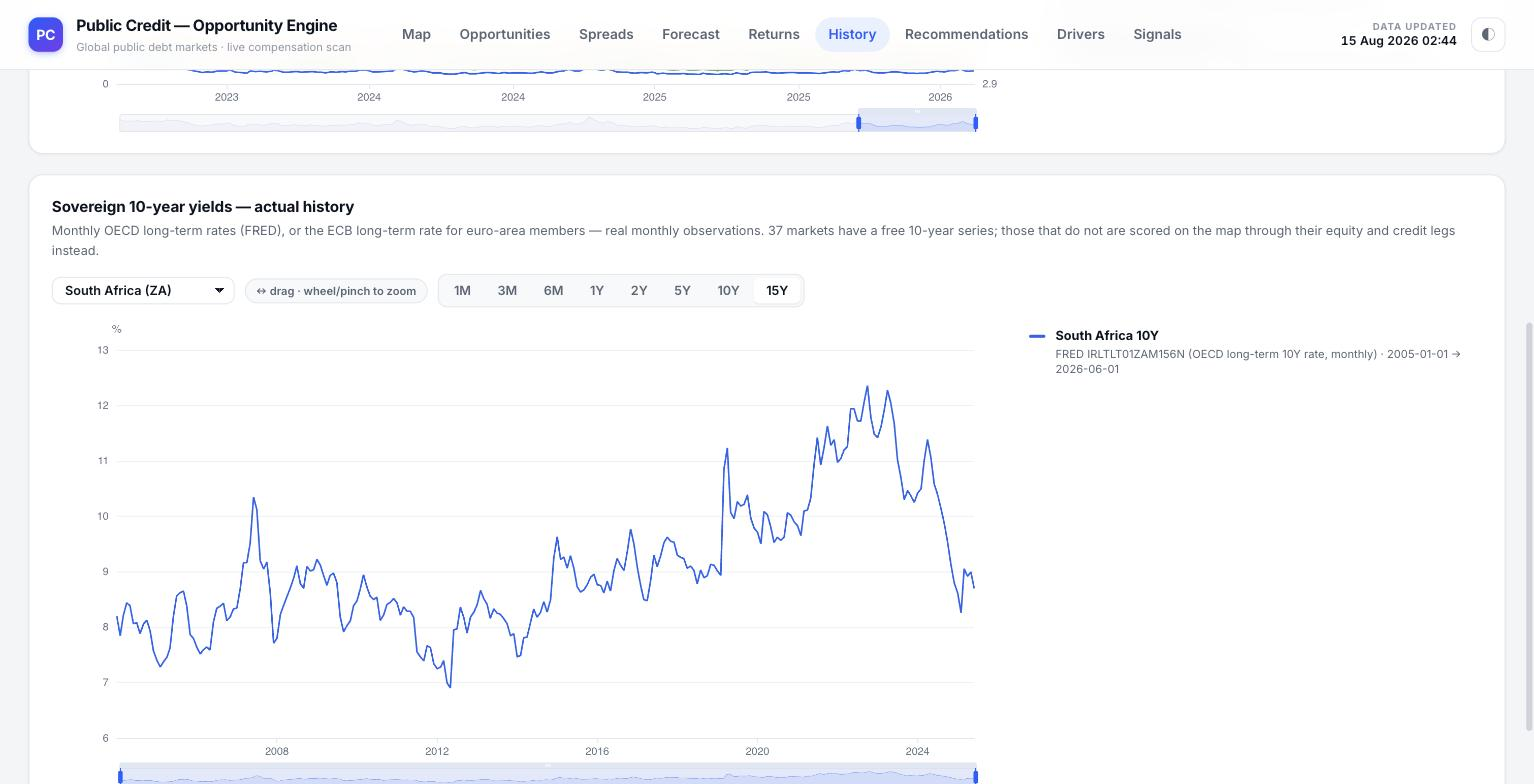 PC
Public Credit — Opportunity Engine
Global public debt markets · live compensation scan
Map Opportunities Spreads Forecast Returns History Recommendations Drivers Signals
DATA UPDATED
15 Aug 2026 02:44
0 2.9
2023 2024 2024 2025 2025 2026
Sovereign 10-year yields — actual history
Monthly OECD long-term rates (FRED), or the ECB long-term rate for euro-area members — real monthly observations. 37 markets have a free 10-year series; those that do not are scored on the map through their equity and credit legs
instead.
South Africa (ZA) ↔ drag · wheel/pinch to zoom 1M 3M 6M 1Y 2Y 5Y 10Y 15Y
%
South Africa 10Y
FRED IRLTLT01ZAM156N (OECD long-term 10Y rate, monthly) · 2005-01-01 →
2026-06-01
13
12
11
10
9
8
7
6
2008 2012 2016 2020 2024